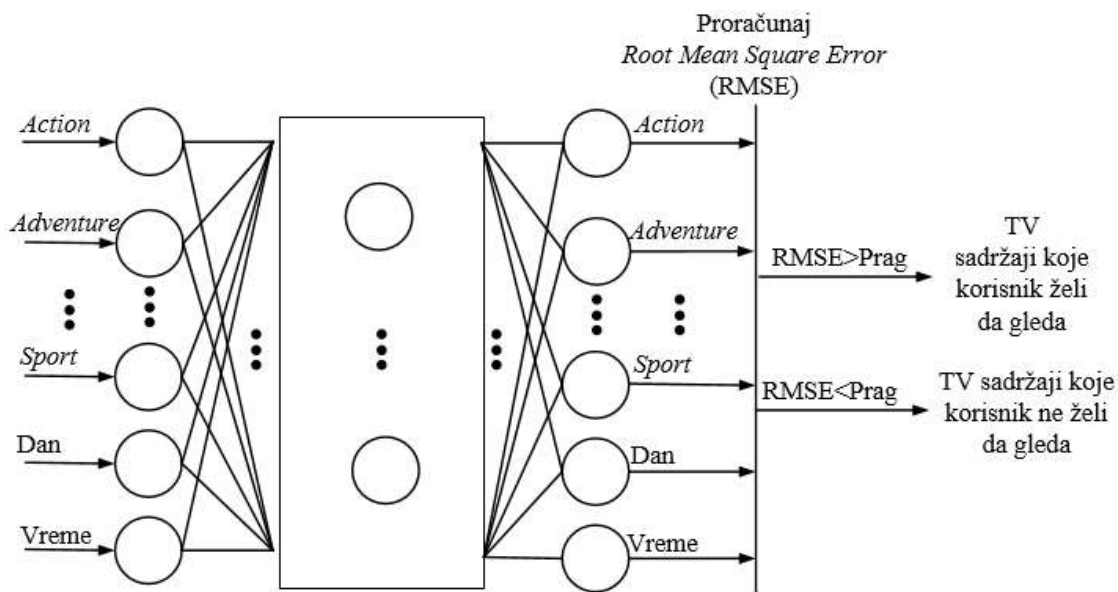 Proračunaj
Root Mean Square Error
(RMSE)
Action
Adventure
Sport
Dan
Vreme
Action
Adventure
Sport
Dan
Vreme
RMSE>Prag
TV
sadržaji koje
korisnik želi
da gleda
RMSE<Prag
TV sadržaji koje
korisnik ne želi
da gleda